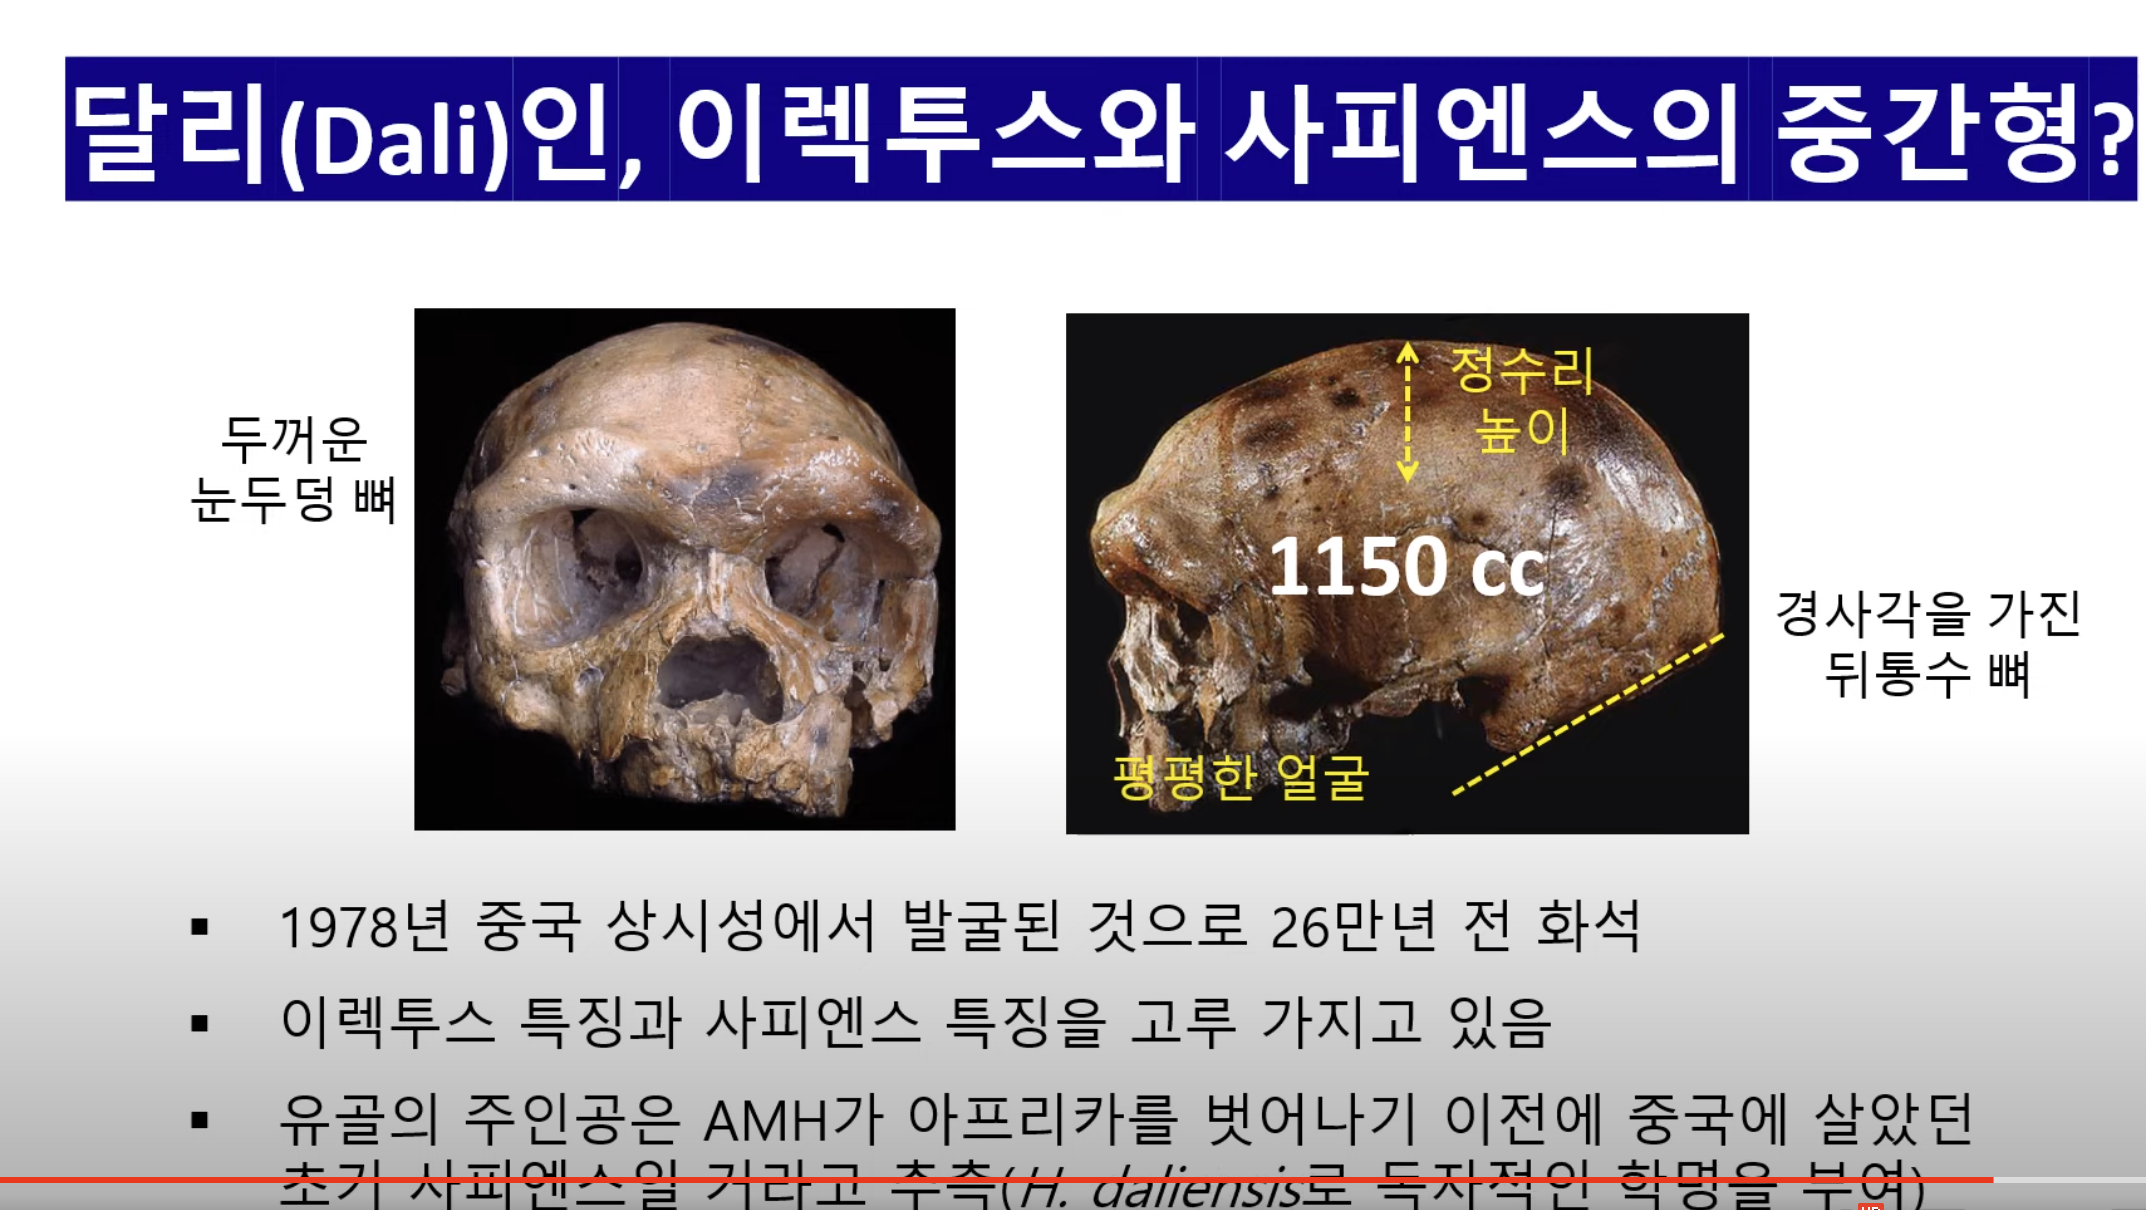 달리(Dali)인, 이렉투스와 사피엔스의 중간형?
두꺼운
눈두덩 뼈
정수리
높이
1150 cc
평평한 얼굴
경사각을 가진
뒤통수 뼈
▪ 1978년 중국 상시성에서 발굴된 것으로 26만년 전 화석
▪ 이렉투스 특징과 사피엔스 특징을 고루 가지고 있음
▪ 유골의 주인공은 AMH가 아프리카를 벗어나기 이전에 중국에 살았던
초기 사피엔스일 거라고 추측(H. daliensis로 독자적인 학명을 부여)